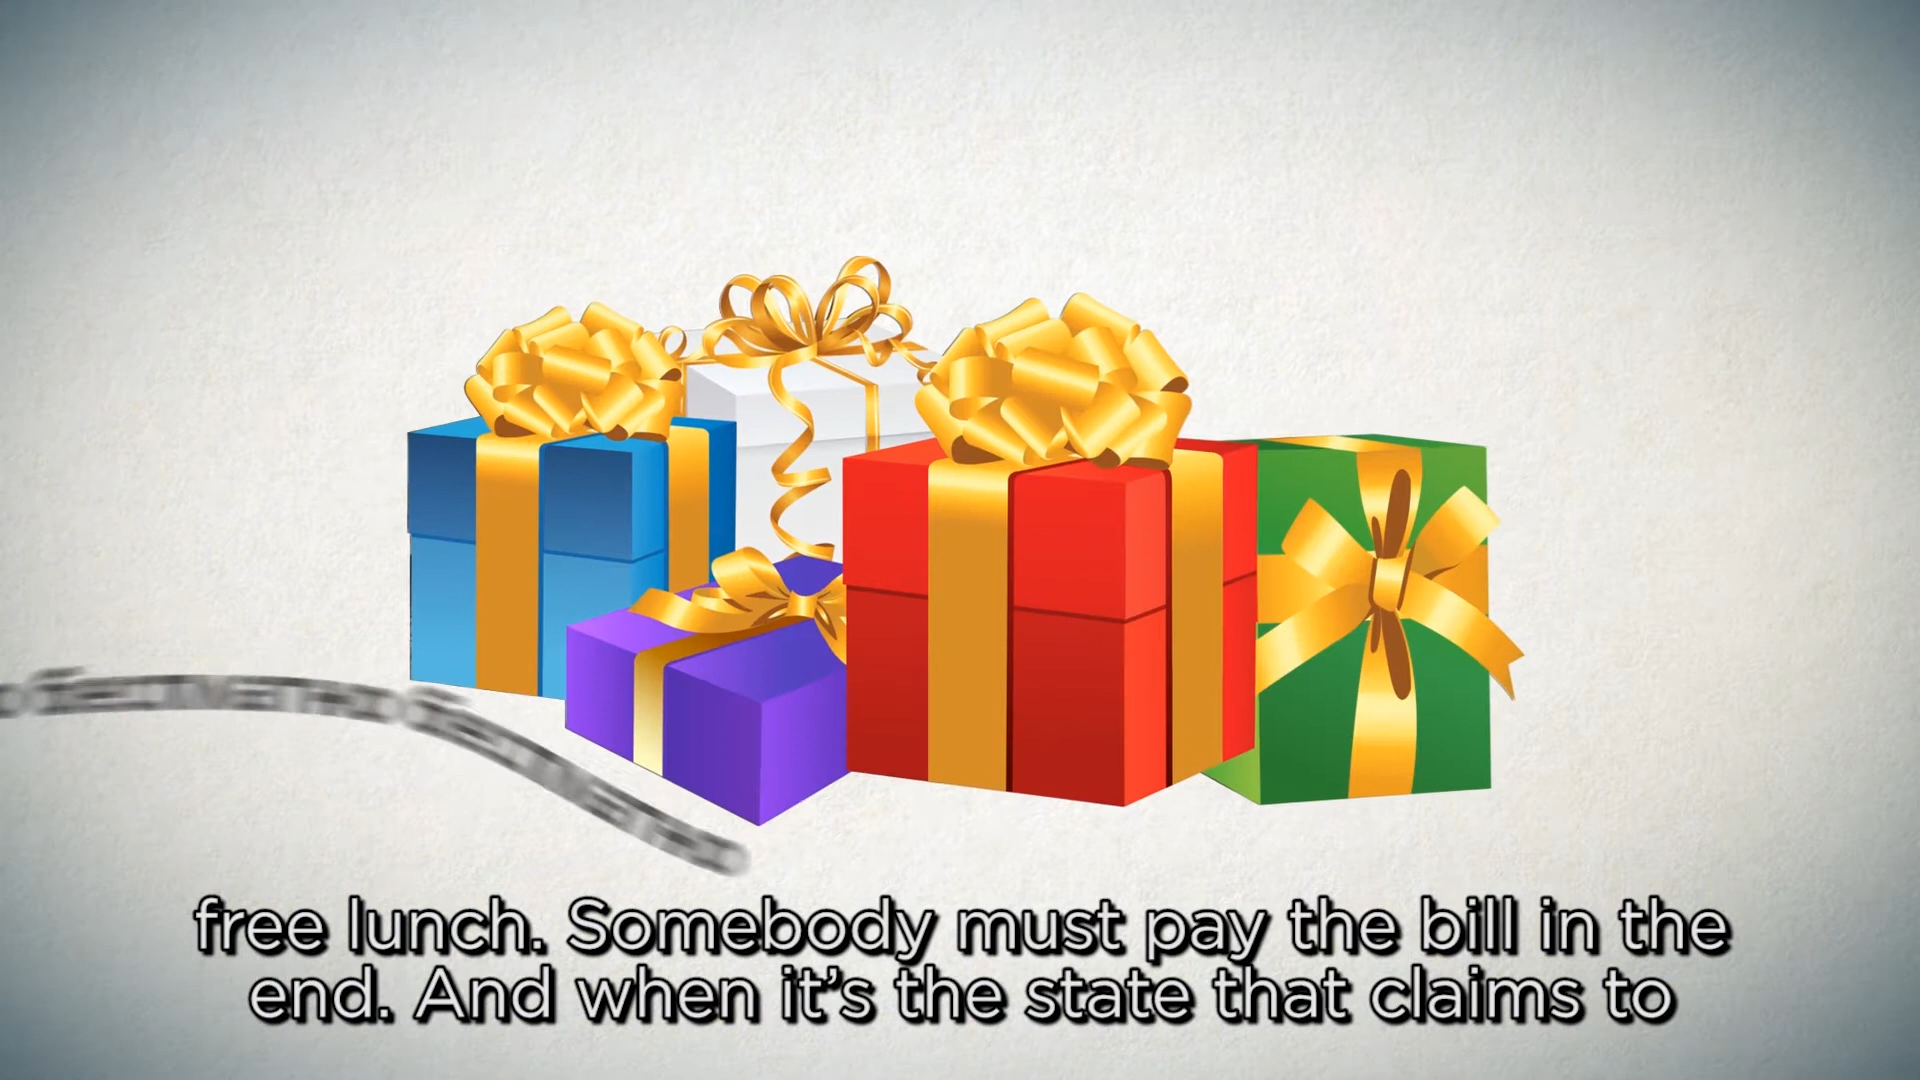 free lunch. Somebody must pay the bill in the
end. And when it's the state that claims to